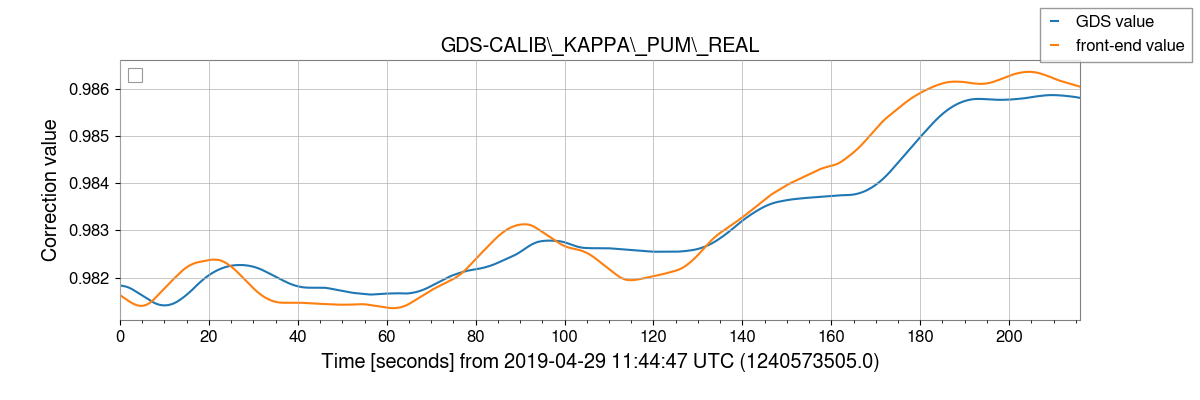 GDS value
front-end value
GDS-CALIB\_KAPPA\_PUM\_REAL
0.986
0.985
0.984
0.983
0.982
Correction value
0 20 40 60 80 100 120 140 160 180 200
Time [seconds] from 2019-04-29 11:44:47 UTC (1240573505.0)